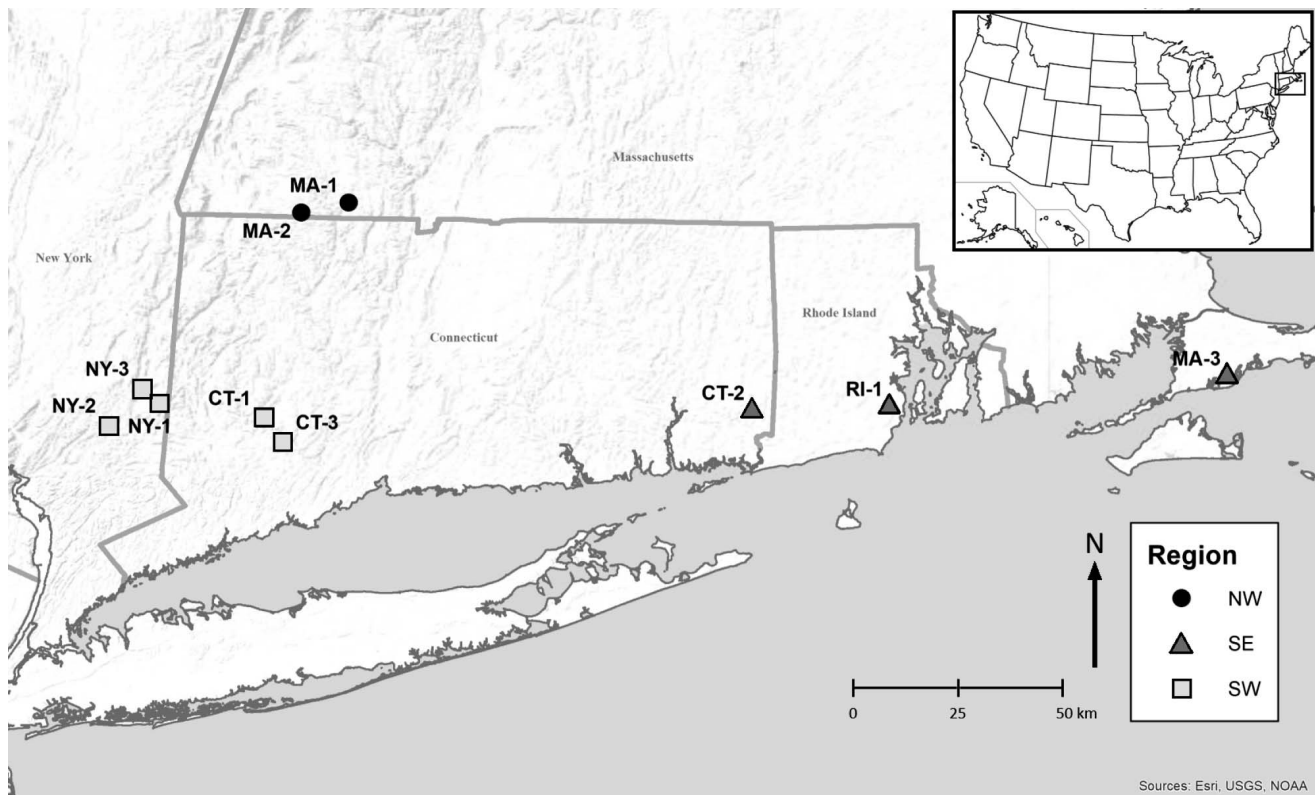 Massachusetts
MA-1
MA-2
New York
Connecticut
Rhode Island
NY-3
NY-2
NY-1
CT-1
CT-3
CT-2
RI-1
MA-3
N
0 25 50 km
Region
NW
SE
SW
Sources: Esri, USGS, NOAA